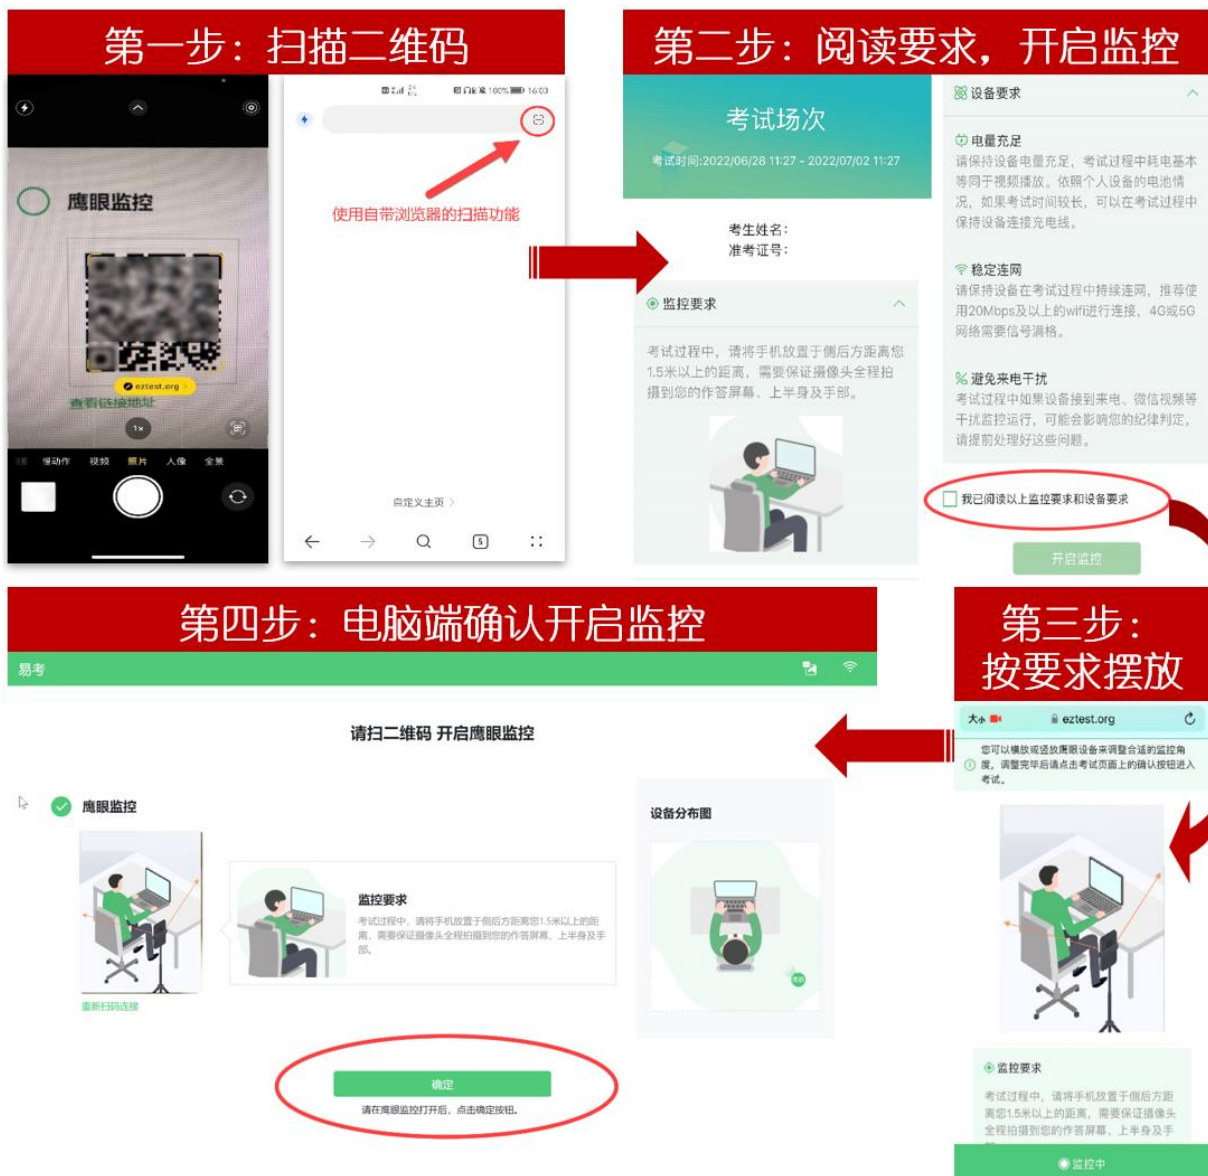 第一步：扫描二维码
100% 16:03
鹰眼监控
eztest.org
查看链接地址
1x
慢动作 视频 照片 人像 全景
使用自带浏览器的扫描功能
自定义主页
5
第二步：阅读要求，开启监控
考试场次
考试时间:2022/06/28 11:27 - 2022/07/02 11:27
考生姓名：
准考证号：
监控要求
考试过程中，请将手机放置于侧后方距离您
1.5米以上的距离，需要保证摄像头全程拍
摄到您的作答屏幕、上半身及手部。
设备要求
电量充足
请保持设备电量充足，考试过程中耗电基本
等同于视频播放。依照个人设备的电池情
况，如果考试时间较长，可以在考试过程中
保持设备连接充电线。
稳定连网
请保持设备在考试过程中持续连网，推荐使
用20Mbps及以上的wifi进行连接，4G或5G
网络需要信号满格。
避免来电干扰
考试过程中如果设备接到来电、微信视频等
干扰监控运行，可能会影响您的纪律判定，
请提前处理好这些问题。
我已阅读以上监控要求和设备要求
开启监控
第三步：
按要求摆放
大小 eztest.org
您可以横放或竖放鹰眼设备来调整合适的监控角
度，调整完毕后请点击考试页面上的确认按钮进入
考试。
监控要求
考试过程中，请将手机放置于侧后方距
离您1.5米以上的距离，需要保证摄像头
全程拍摄到您的作答屏幕、上半身及手
监控中
第四步：电脑端确认开启监控
易考
请扫二维码 开启鹰眼监控
鹰眼监控
重新扫码连接
监控要求
考试过程中，请将手机放置于侧后方距离您1.5米以上的距
离，需要保证摄像头全程拍摄到您的作答屏幕、上半身及手
部。
设备分布图
确定
请在鹰眼监控打开后，点击确定按钮。